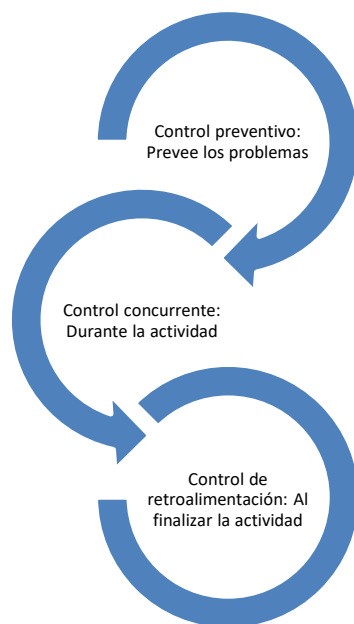 Control preventivo:
Prevee los problemas
Control concurrente:
Durante la actividad
Control de
retroalimentación: Al
finalizar la actividad